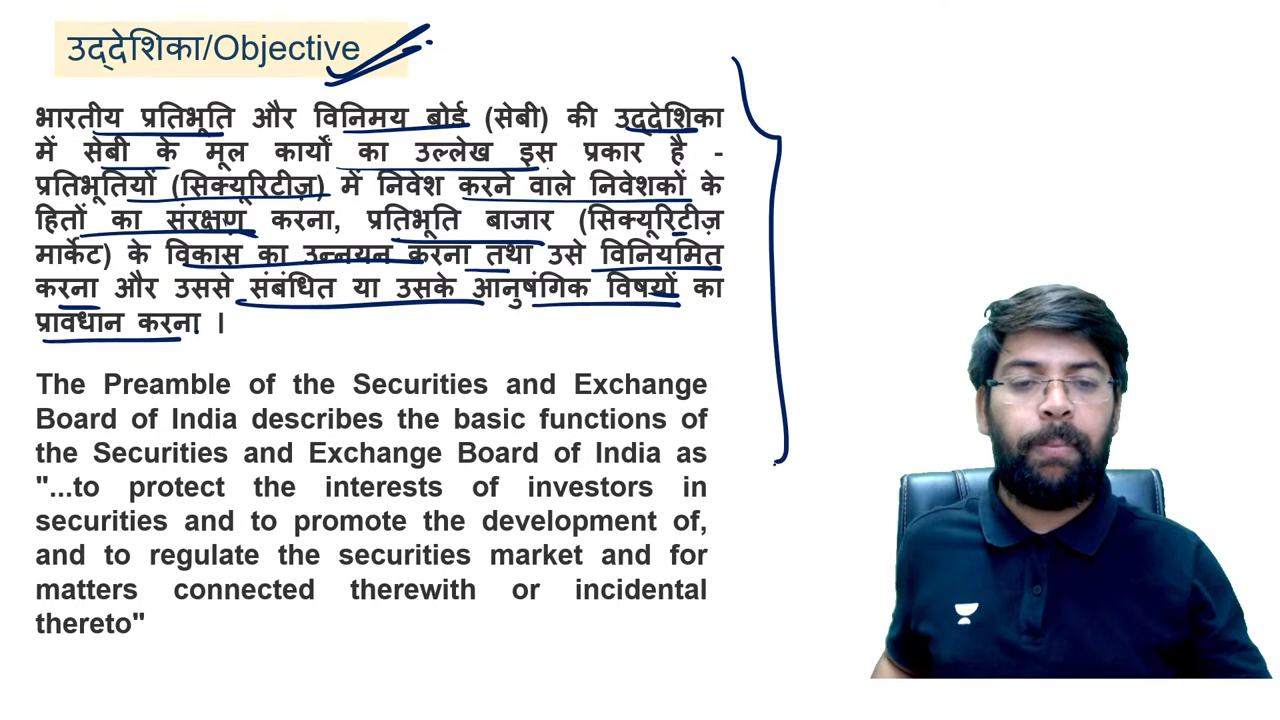 उद्देशिका/Objective
भारतीय प्रतिभूति और विनिमय बोर्ड (सेबी) की उद्देशिका
में सेबी के मूल कार्यों का उल्लेख इस प्रकार है -
प्रतिभूतियों (सिक्यूरिटीज़) में निवेश करने वाले निवेशकों के
हितों का संरक्षण करना, प्रतिभूति बाजार (सिक्यूरिटीज़
मार्केट) के विकास का उन्नयन करना तथा उसे विनियमित
करना और उससे संबंधित या उसके आनुषंगिक विषयों का
प्रावधान करना ।
The Preamble of the Securities and Exchange
Board of India describes the basic functions of
the Securities and Exchange Board of India as
"...to protect the interests of investors in
securities and to promote the development of,
and to regulate the securities market and for
matters connected therewith or incidental
thereto"